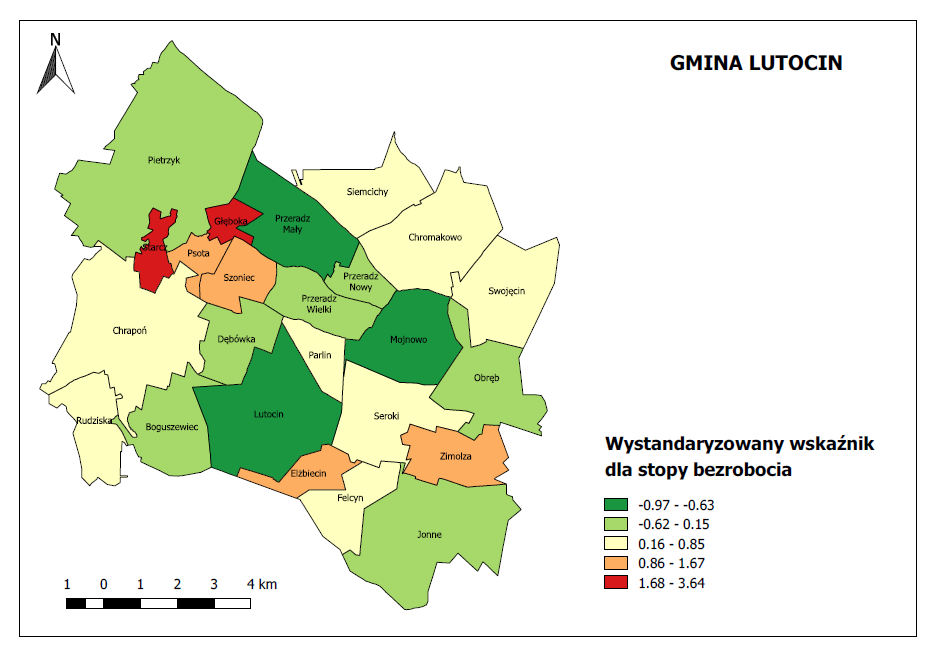 N
GMINA LUTOCIN
Pietrzyk
Siemcichy
Głęboka
Przeradz
Mały
Starcz
Psota
Chromakowo
Szoniec
Przeradz
Nowy
Swojęcin
Przeradz
Wielki
Chrapoń
Dębówka
Mojnowo
Parlin
Obręb
Lutocin
Seroki
Rudziska
Boguszewiec
Zimolza
Elżbiecin
Felcyn
Jonne
Wystandaryzowany wskaźnik
dla stopy bezrobocia
-0.97 - -0.63
-0.62 - 0.15
0.16 - 0.85
0.86 - 1.67
1.68 - 3.64
1 0 1 2 3 4 km